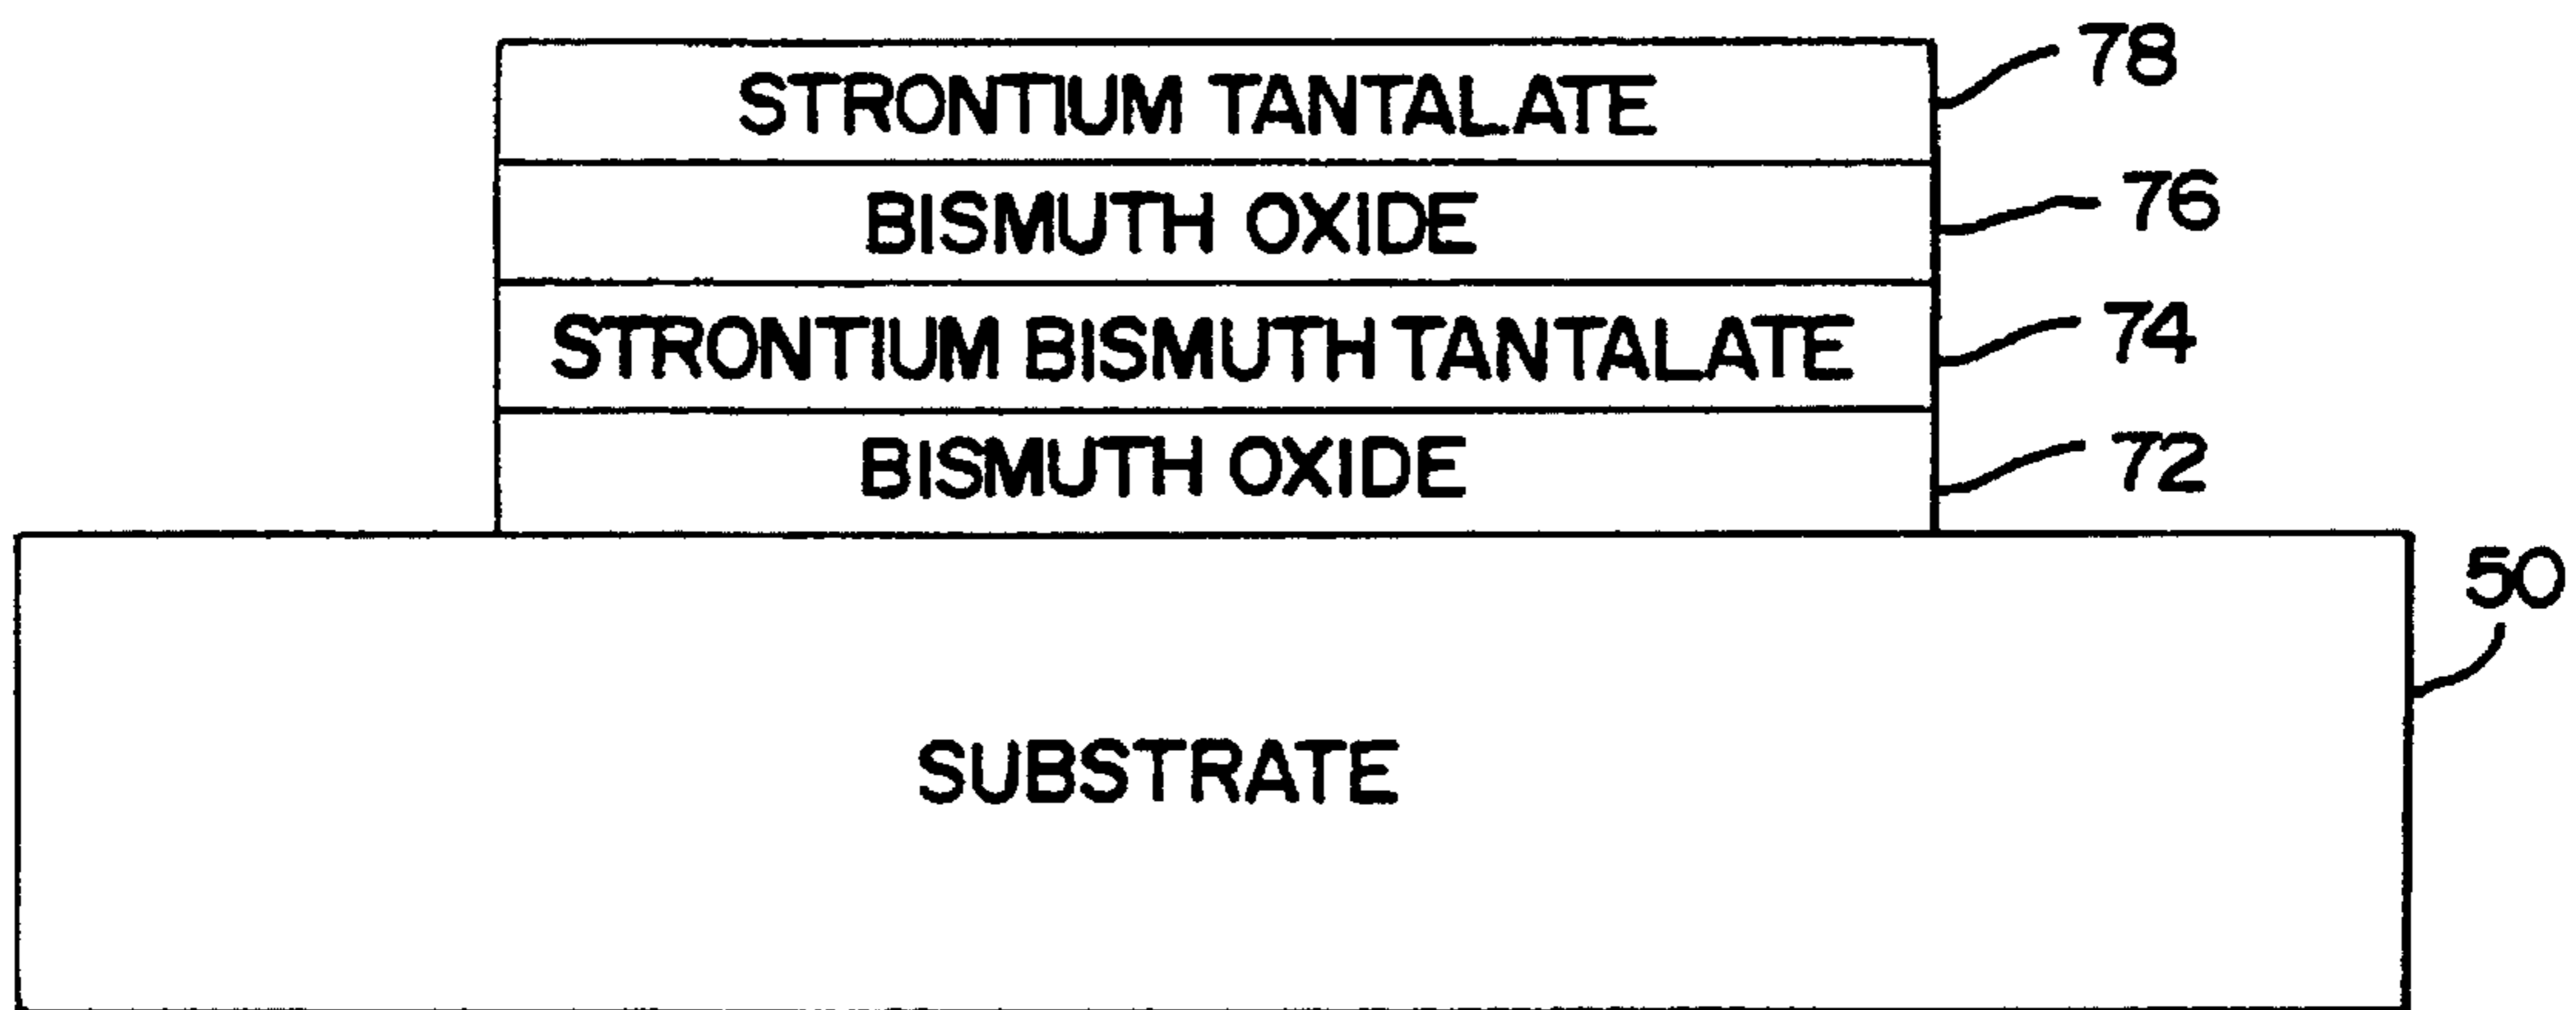 STRONTIUM TANTALATE 78
BISMUTH OXIDE 76
STRONTIUM BISMUTH TANTALATE 74
BISMUTH OXIDE 72
50
SUBSTRATE